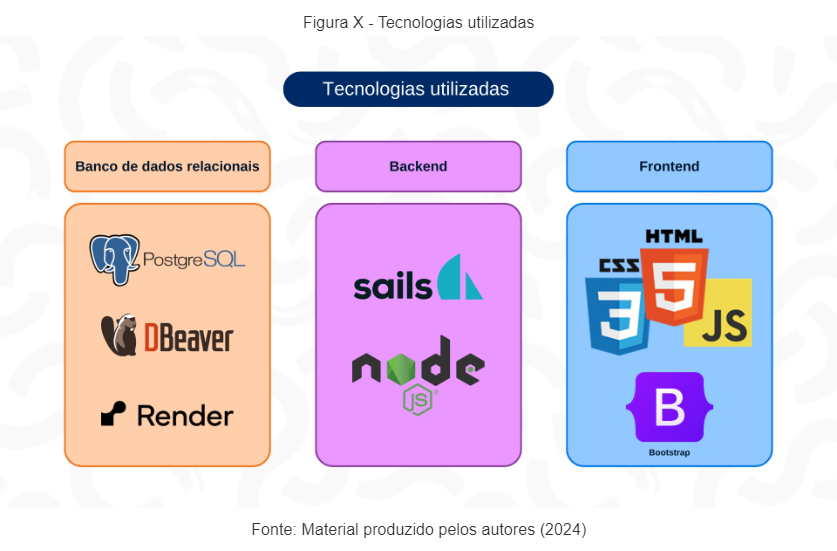 Figura X - Tecnologias utilizadas
Tecnologias utilizadas
Banco de dados relacionais
Backend
Frontend
PostgreSQL
DBeaver
Render
sails
node
JS
HTML
CSS
5
3
JS
B
Bootstrap
Fonte: Material produzido pelos autores (2024)